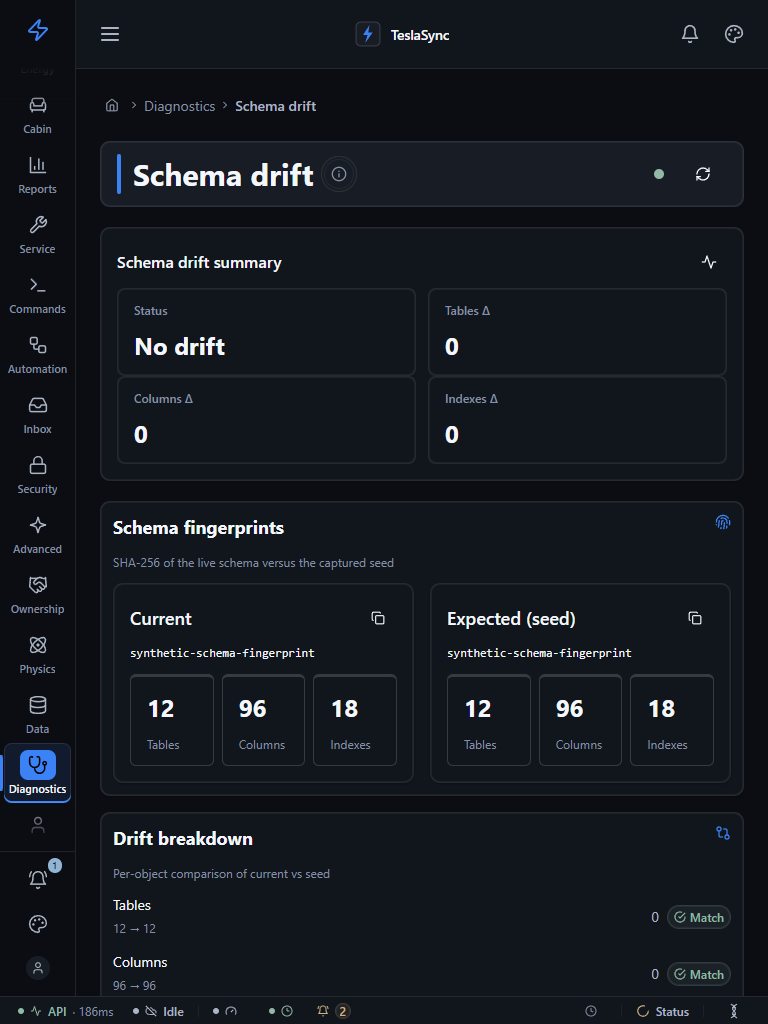 TeslaSync
Energy
Cabin
Reports
Service
Commands
Automation
Inbox
Security
Advanced
Ownership
Physics
Data
Diagnostics
1
Diagnostics
Schema drift
Schema drift
Schema drift summary
Status
No drift
Tables Δ
0
Columns Δ
0
Indexes Δ
0
Schema fingerprints
SHA-256 of the live schema versus the captured seed
Current
synthetic-schema-fingerprint
12
Tables
96
Columns
18
Indexes
Expected (seed)
synthetic-schema-fingerprint
12
Tables
96
Columns
18
Indexes
Drift breakdown
Per-object comparison of current vs seed
Tables
12 → 12
0 Match
Columns
96 → 96
0 Match
API · 186ms
Idle
2
Status